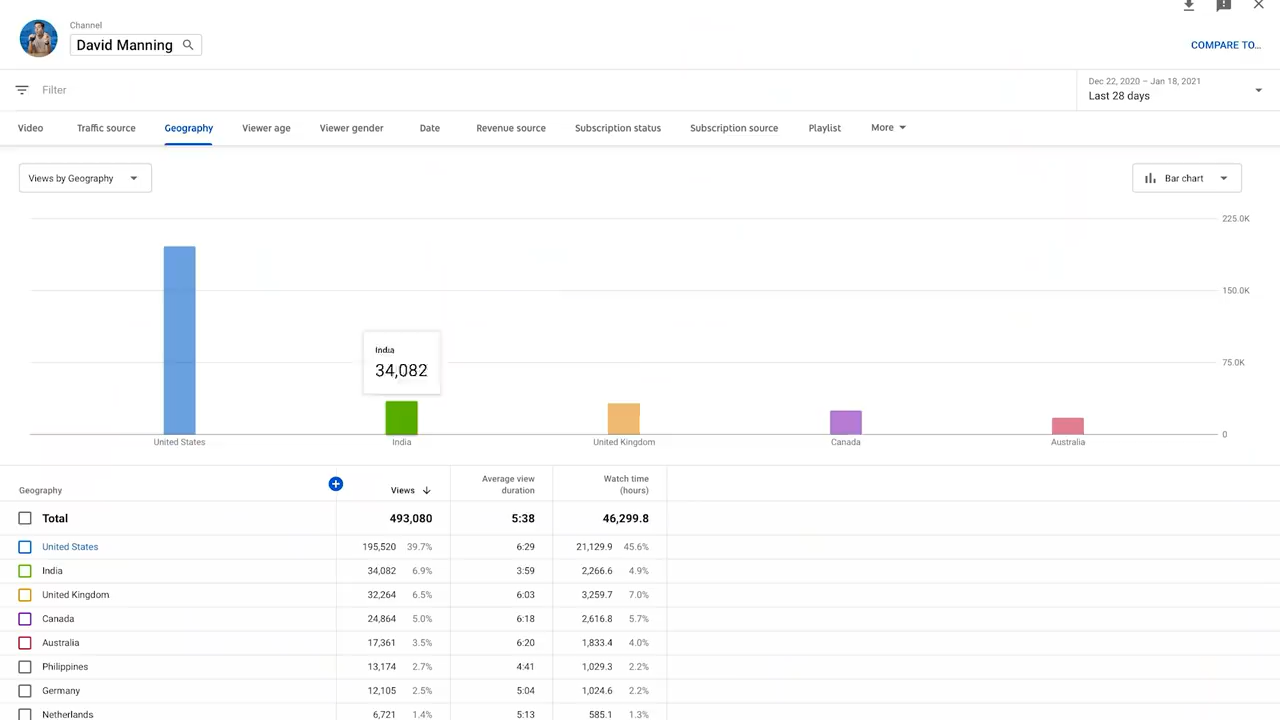 Channel
David Manning
COMPARE TO...
Filter
Dec 22, 2020 – Jan 18, 2021
Last 28 days
Video Traffic source Geography Viewer age Viewer gender Date Revenue source Subscription status Subscription source Playlist More
Views by Geography
Bar chart
225.0K
150.0K
75.0K
0
India
34,082
United States India United Kingdom Canada Australia
Geography Views Average view duration Watch time (hours)
Total 493,080 5:38 46,299.8
United States 195,520 39.7% 6:29 21,129.9 45.6%
India 34,082 6.9% 3:59 2,266.6 4.9%
United Kingdom 32,264 6.5% 6:03 3,259.7 7.0%
Canada 24,864 5.0% 6:18 2,616.8 5.7%
Australia 17,361 3.5% 6:20 1,833.4 4.0%
Philippines 13,174 2.7% 4:41 1,029.3 2.2%
Germany 12,105 2.5% 5:04 1,024.6 2.2%
Netherlands 6,721 1.4% 5:13 585.1 1.3%